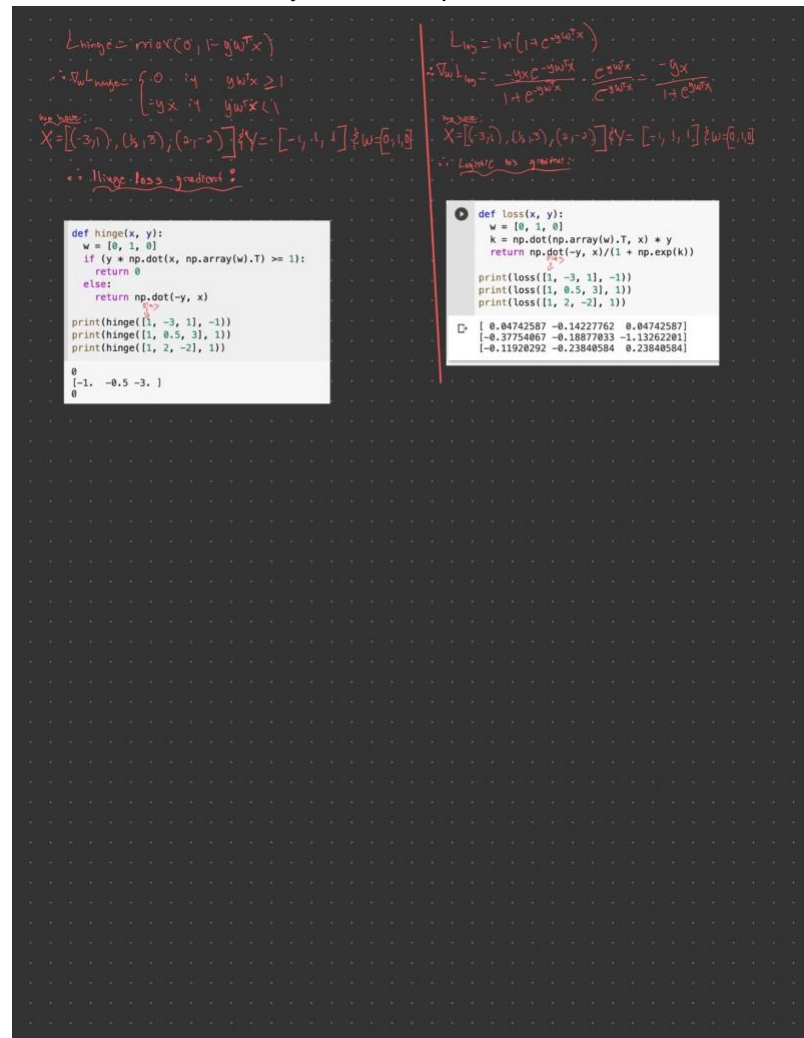 L_hinge = max(0, 1 - yw^T x)
∴ ∇_w L_hinge = { 0 if yw^T x ≥ 1
{ -yx if yw^T x < 1
we have:
X = [(-3,1), (½,3), (2,-2)] & Y = [-1, 1, 1] & w = [0,1,0]
∴ Hinge loss gradient:
def hinge(x, y):
w = [0, 1, 0]
if (y * np.dot(x, np.array(w).T) >= 1):
return 0
else:
return np.dot(-y, x)
bias
print(hinge([1, -3, 1], -1))
print(hinge([1, 0.5, 3], 1))
print(hinge([1, 2, -2], 1))
0
[-1. -0.5 -3. ]
0
L_log = ln(1 + e^{-yw^T x})
∴ ∇_w L_log = \frac{-yxe^{-yw^T x}}{1 + e^{-yw^T x}} · \frac{e^{yw^T x}}{e^{yw^T x}} = \frac{-yx}{1 + e^{yw^T x}}
we have:
X = [(-3,1), (½,3), (2,-2)] & Y = [-1, 1, 1] & w = [0,1,0]
∴ Logistic loss gradient:
def loss(x, y):
w = [0, 1, 0]
k = np.dot(np.array(w).T, x) * y
return np.dot(-y, x)/(1 + np.exp(k))
bias
print(loss([1, -3, 1], -1))
print(loss([1, 0.5, 3], 1))
print(loss([1, 2, -2], 1))
[ 0.04742587 -0.14227762 0.04742587]
[-0.37754067 -0.18877033 -1.13262201]
[-0.11920292 -0.23840584 0.23840584]